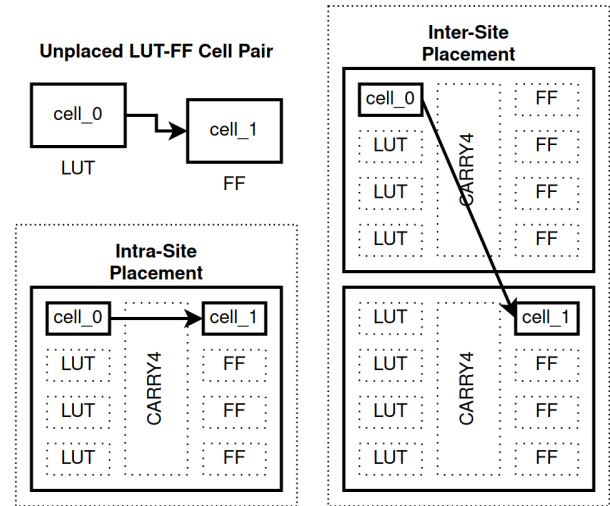 Unplaced LUT-FF Cell Pair
cell_0
cell_1
LUT
FF
Intra-Site
Placement
cell_0
cell_1
LUT
FF
LUT
FF
LUT
FF
CARRY4
Inter-Site
Placement
cell_0
FF
LUT
FF
LUT
FF
LUT
FF
CARRY4
LUT
cell_1
LUT
FF
LUT
FF
LUT
FF
CARRY4